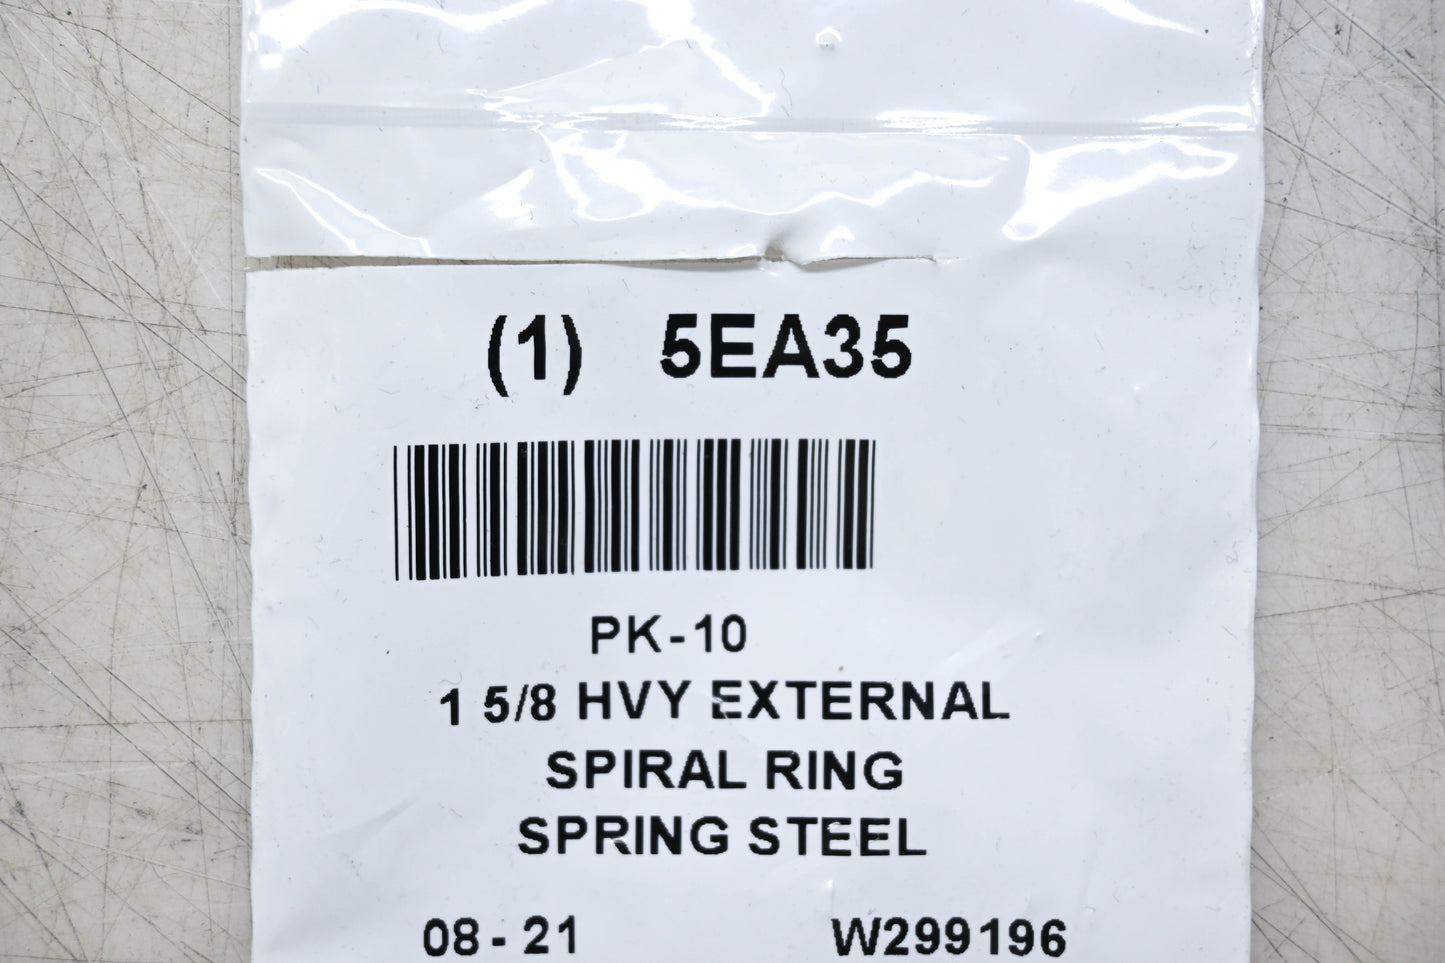 (1) 5EA35
PK-10
1 5/8 HVY EXTERNAL
SPIRAL RING
SPRING STEEL
08-21 W299196